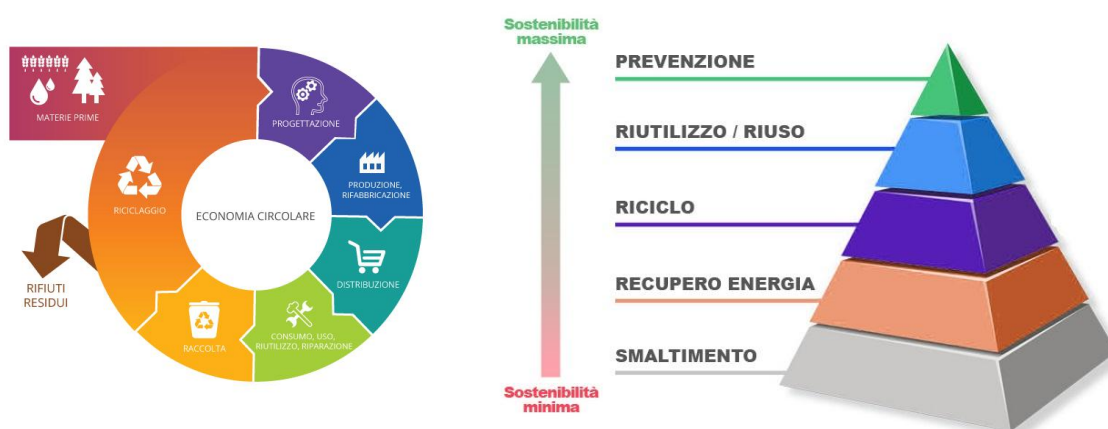 MATERIE PRIME
PROGETTAZIONE
PRODUZIONE,
RIFABBRICAZIONE
DISTRIBUZIONE
CONSUMO, USO,
RIUTILIZZO, RIPARAZIONE
RACCOLTA
RICICLAGGIO
ECONOMIA CIRCOLARE
RIFIUTI
RESIDUI
Sostenibilità
massima
Sostenibilità
minima
PREVENZIONE
RIUTILIZZO / RIUSO
RICICLO
RECUPERO ENERGIA
SMALTIMENTO